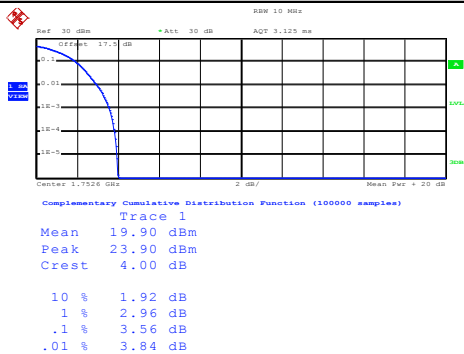 RBW 10 MHz
Ref 30 dBm *Att 30 dB AQT 3.125 ms
Offset 17.5 dB
0.1
A
0.01
1 SA
VIEW
1E-3
LVL
1E-4
1E-5
3DB
Center 1.7526 GHz 2 dB/ Mean Pwr + 20 dB
Complementary Cumulative Distribution Function (100000 samples)
Trace 1
Mean 19.90 dBm
Peak 23.90 dBm
Crest 4.00 dB
10 % 1.92 dB
1 % 2.96 dB
.1 % 3.56 dB
.01 % 3.84 dB